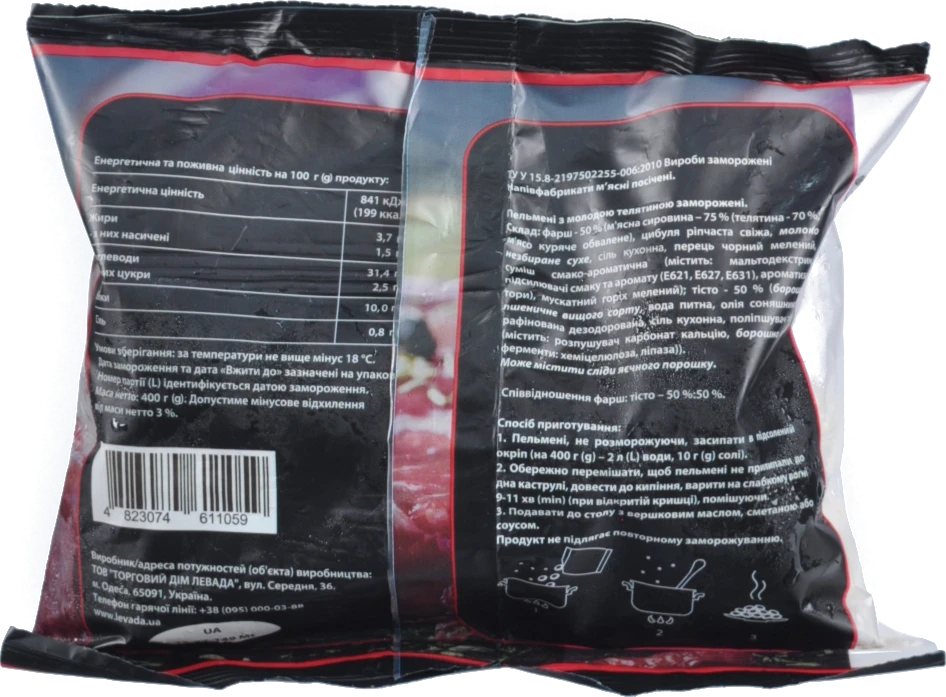 Енергетична та поживна цінність на 100 г (g) продукту:
Енергетична цінність 841 кДж
(199 ккал
Жири 3,7 г
з них насичені 1,5 г
глеводи 31,4 г
них цукри 2,5 г
лки 10,0 г
Сіль 0,8 г
Умови зберігання: за температури не вище мінус 18 °С.
Дата замороження та дата «Вжити до» зазначені на упаков
Номер партії (L) ідентифікується датою замороження.
Маса нетто: 400 г (g). Допустиме мінусове відхилення
від маси нетто 3 %.
4 823074 611059
Виробник/адреса потужностей (об'єкта) виробництва:
ТОВ "ТОРГОВИЙ ДІМ ЛЕВАДА", вул. Середня, 36.
м. Одеса, 65091, Україна.
Телефон гарячої лінії: +38 (095) 000-03-88
www.levada.ua
UA
ТУ У 15.8-2197502255-006:2010 Вироби заморожені
Напівфабрикати м'ясні посічені.
Пельмені з молодою телятиною заморожені.
Склад: фарш - 50 % (м'ясна сировина – 75 % (телятина - 70 %,
м'ясо куряче обвалене), цибуля ріпчаста свіжа, молоко
незбиране сухе, сіль кухонна, перець чорний мелений,
суміш смако-ароматична (містить: мальтодекстрин
підсилювачі смаку та аромату (Е621, Е627, Е631), аромати
тори), мускатний горіх мелений); тісто - 50 % (борош
пшеничне вищого сорту, вода питна, олія соняшн
рафінована дезодорована, сіль кухонна, поліпшувач
(містить: розпушувач карбонат кальцію, борошно
ферменти: хеміцелюлоза, ліпаза)).
Може містити сліди яєчного порошку.
Співвідношення фарш: тісто – 50 %:50 %.
Спосіб приготування:
1. Пельмені, не розморожуючи, засипати в підсолений
окріп (на 400 г (g) – 2 л (L) води, 10 г (g) солі).
2. Обережно перемішати, щоб пельмені не прилипали до
дна каструлі, довести до кипіння, варити на слабкому вогні
9-11 хв (min) (при відкритій кришці), помішуючи.
3. Подавати до столу з вершковим маслом, сметаною або
соусом.
Продукт не підлягає повторному заморожуванню.
2 3